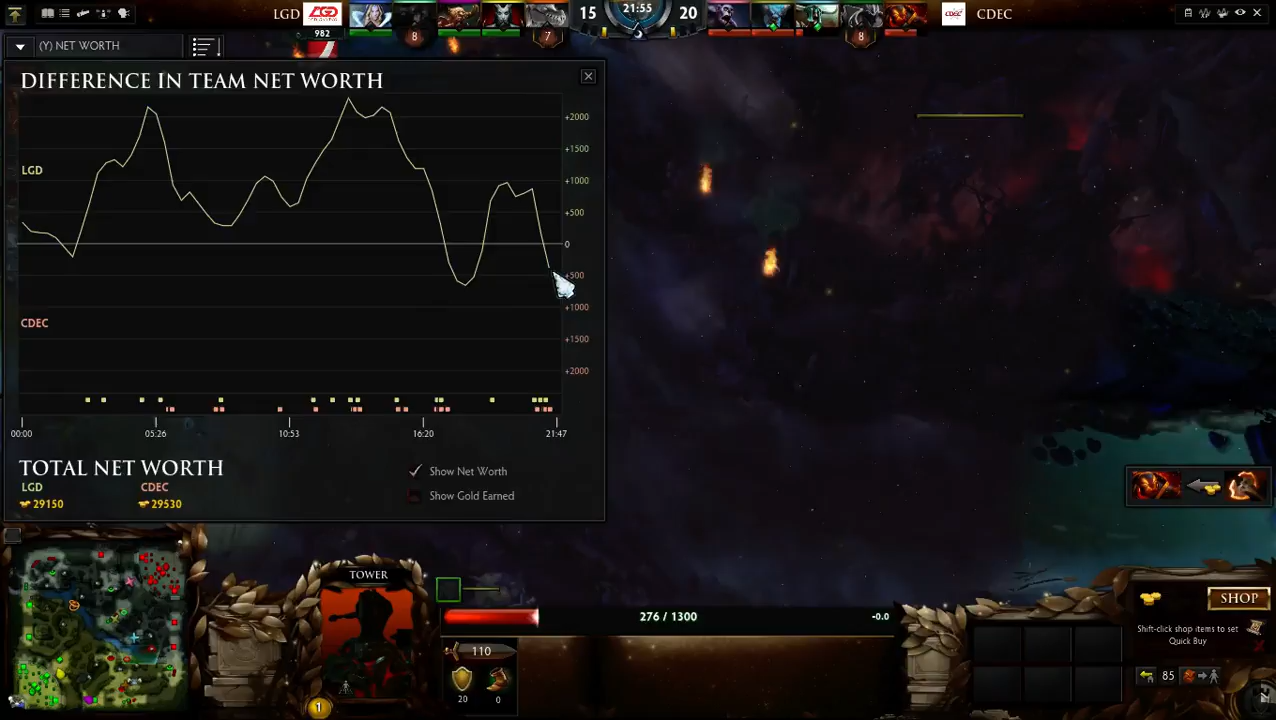 LGD LGD 15 21:55 20 CDEC CDEC
982 8 7 8
(Y) NET WORTH
DIFFERENCE IN TEAM NET WORTH
+2000
+1500
LGD
+1000
+500
0
+500
+1000
CDEC
+1500
+2000
00:00 05:26 10:53 16:20 21:47
TOTAL NET WORTH
LGD CDEC
29150 29530
Show Net Worth
Show Gold Earned
TOWER
276 / 1300 -0.0
110
20 0
1
SHOP
Shift-click shop items to set
Quick Buy
85